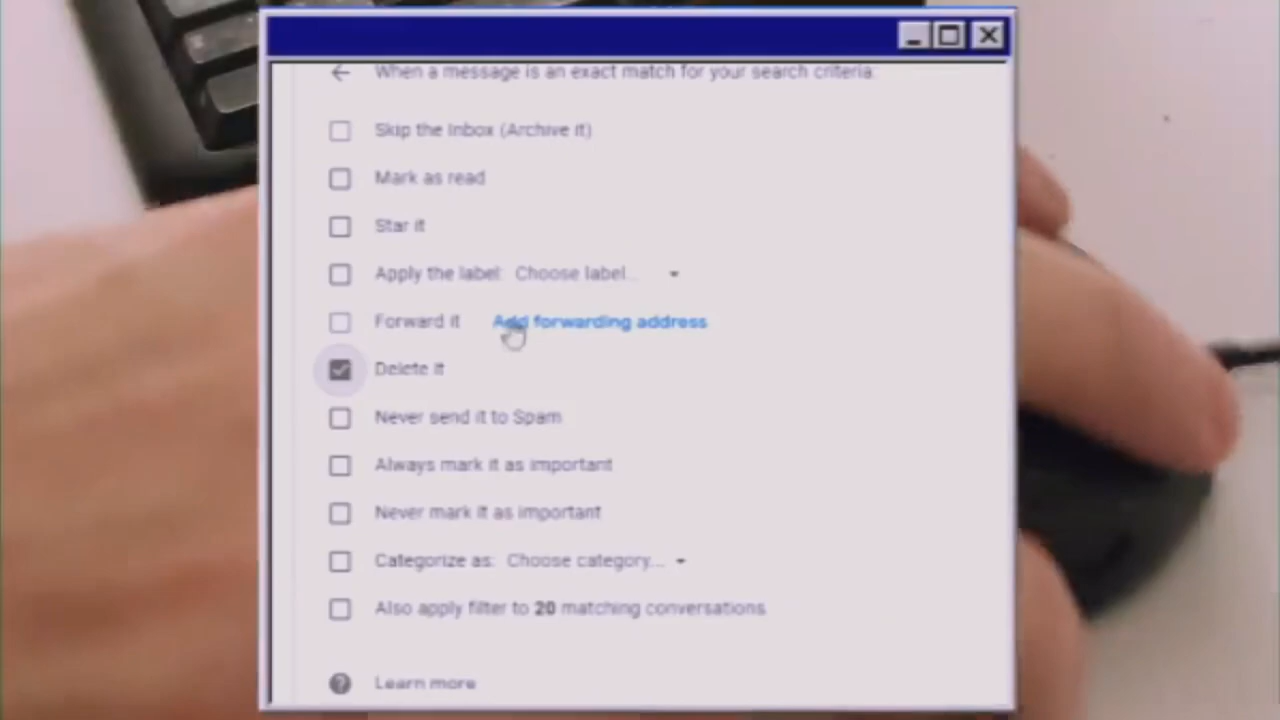 When a message is an exact match for your search criteria:
Skip the Inbox (Archive it)
Mark as read
Star it
Apply the label: Choose label...
Forward it Add forwarding address
Delete it
Never send it to Spam
Always mark it as important
Never mark it as important
Categorize as: Choose category...
Also apply filter to 20 matching conversations
Learn more